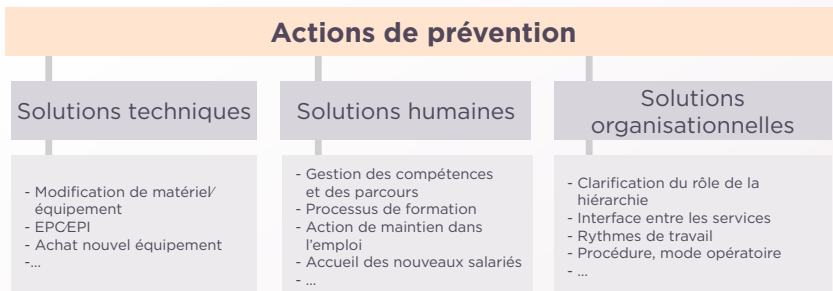 Actions de prévention
Solutions techniques
- Modification de matériel/
équipement
- EPC/EPI
- Achat nouvel équipement
-...
Solutions humaines
- Gestion des compétences
et des parcours
- Processus de formation
- Action de maintien dans
l'emploi
- Accueil des nouveaux salariés
- ...
Solutions
organisationnelles
- Clarification du rôle de la
hiérarchie
- Interface entre les services
- Rythmes de travail
- Procédure, mode opératoire
- ...